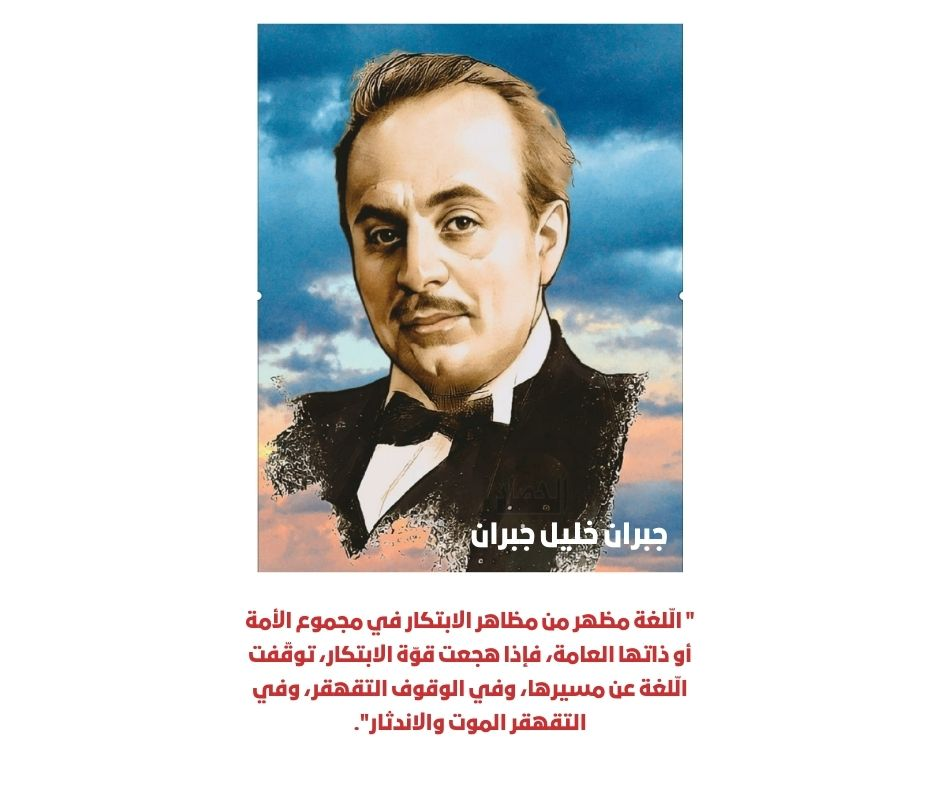 جبران خليل جبران
" اللّغة مظهر من مظاهر الابتكار في مجموع الأمة
أو ذاتها العامة، فإذا هجعت قوّة الابتكار، توقّفت
اللّغة عن مسيرها، وفي الوقوف التقهقر، وفي
التقهقر الموت والاندثار".